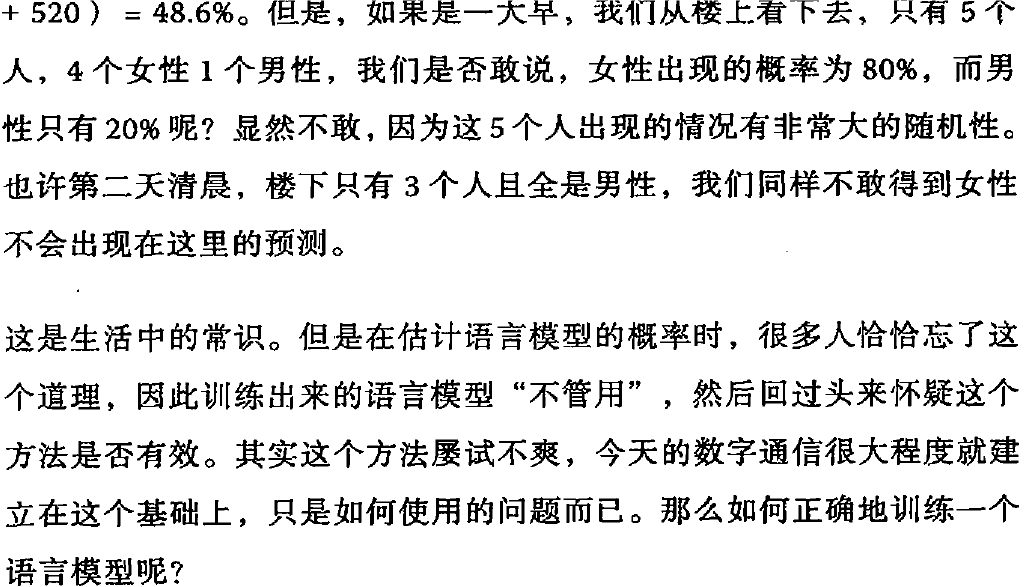 + 520 ） = 48.6%。但是，如果是一大早，我们从楼上看下去，只有 5 个
人，4 个女性 1 个男性，我们是否敢说，女性出现的概率为 80%，而男
性只有 20% 呢？显然不敢，因为这 5 个人出现的情况有非常大的随机性。
也许第二天清晨，楼下只有 3 个人且全是男性，我们同样不敢得到女性
不会出现在这里的预测。
这是生活中的常识。但是在估计语言模型的概率时，很多人恰恰忘了这
个道理，因此训练出来的语言模型“不管用”，然后回过头来怀疑这个
方法是否有效。其实这个方法屡试不爽，今天的数字通信很大程度就建
立在这个基础上，只是如何使用的问题而已。那么如何正确地训练一个
语言模型呢？